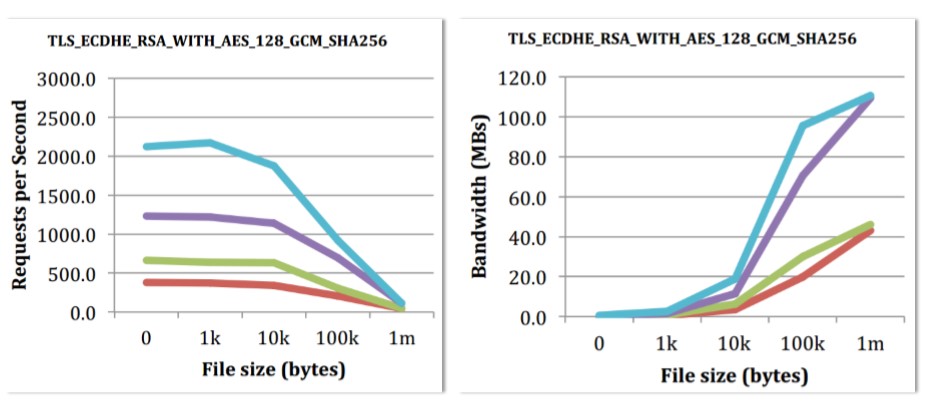 TLS_ECDHE_RSA_WITH_AES_128_GCM_SHA256
3000.0
2500.0
2000.0
1500.0
1000.0
500.0
0.0
Requests per Second
0 1k 10k 100k 1m
File size (bytes)
TLS_ECDHE_RSA_WITH_AES_128_GCM_SHA256
120.0
100.0
80.0
60.0
40.0
20.0
0.0
Bandwidth (MBs)
0 1k 10k 100k 1m
File size (bytes)